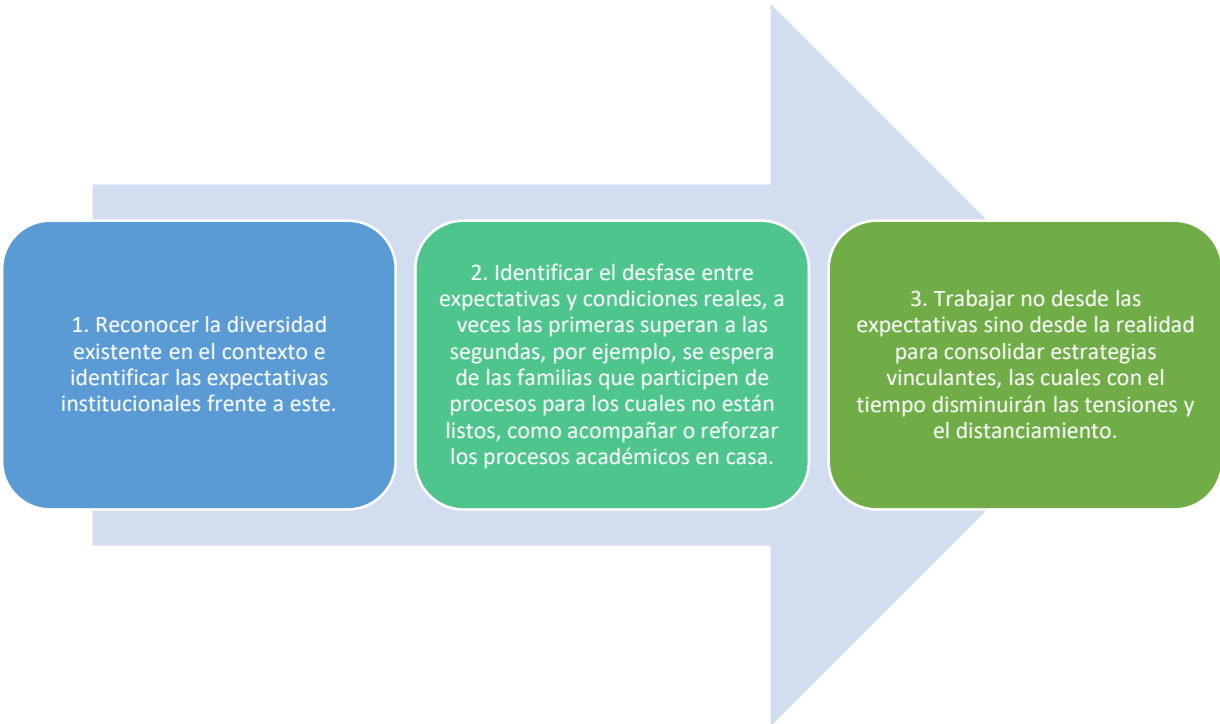 1. Reconocer la diversidad
existente en el contexto e
identificar las expectativas
institucionales frente a este.
2. Identificar el desfase entre
expectativas y condiciones reales, a
veces las primeras superan a las
segundas, por ejemplo, se espera
de las familias que participen de
procesos para los cuales no están
listos, como acompañar o reforzar
los procesos académicos en casa.
3. Trabajar no desde las
expectativas sino desde la realidad
para consolidar estrategias
vinculantes, las cuales con el
tiempo disminuirán las tensiones y
el distanciamiento.